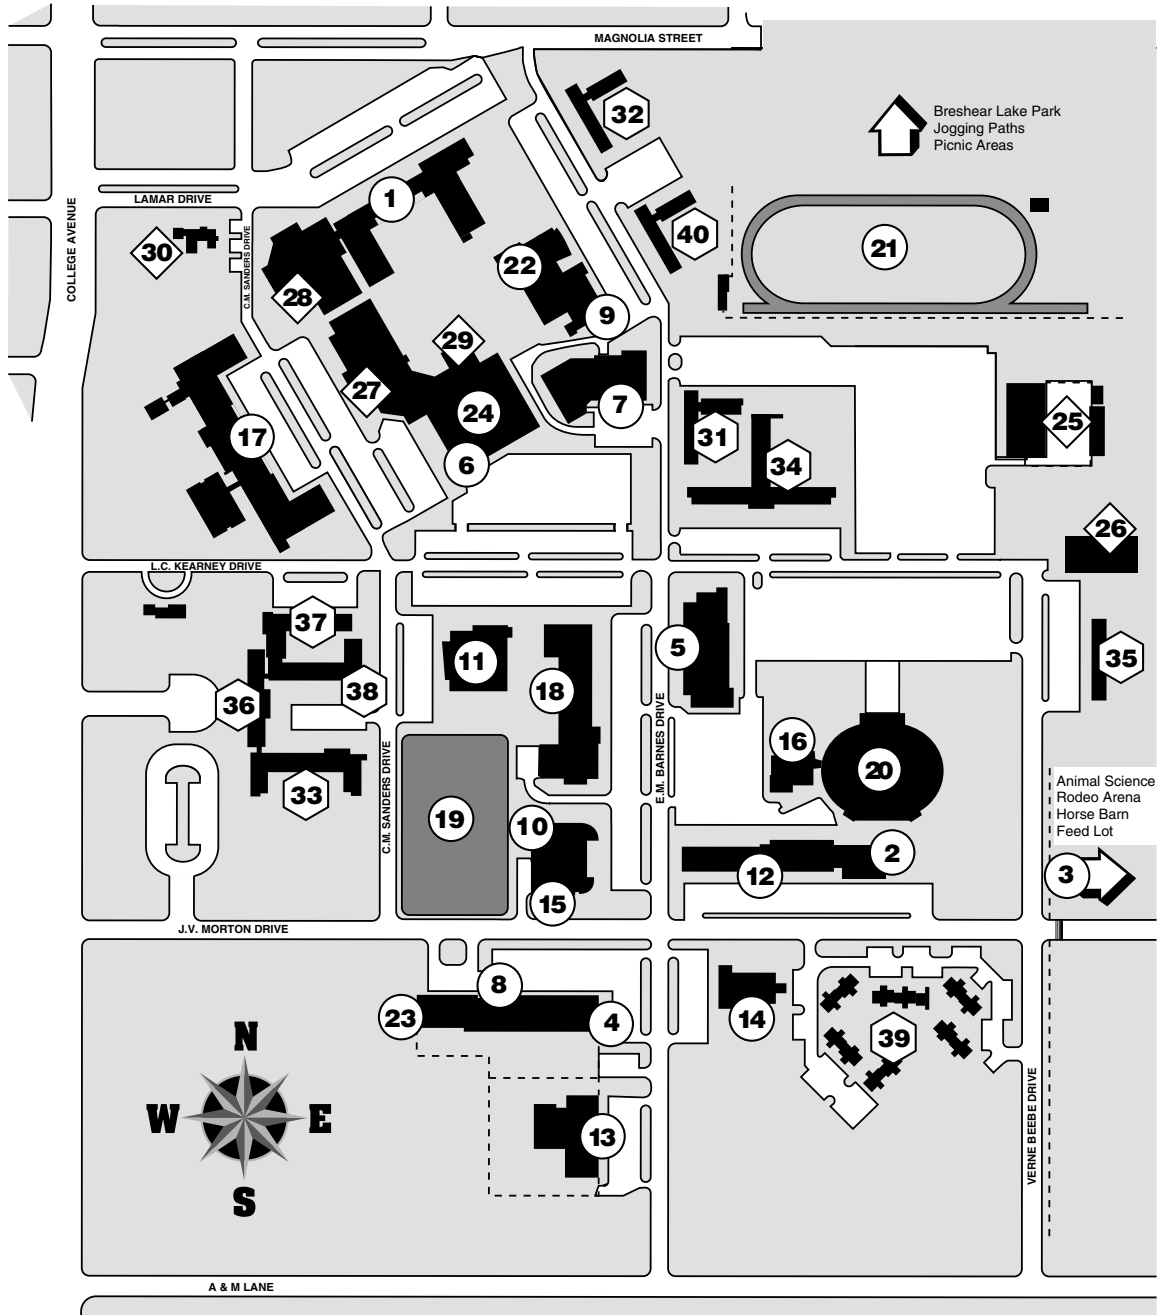 MAGNOLIA STREET
32
Breshear Lake Park
Jogging Paths
Picnic Areas
1
LAMAR DRIVE
COLLEGE AVENUE
30
C.M. SANDERS DRIVE
28
22
40
21
9
29
27
24
7
17
6
31
34
25
26
L.C. KEARNEY DRIVE
37
11
5
35
36
38
18
E.M. BARNES DRIVE
16
20
33
C.M. SANDERS DRIVE
19
10
Animal Science
Rodeo Arena
Horse Barn
Feed Lot
12
2
3
15
J.V. MORTON DRIVE
8
23
4
14
39
N
W
E
S
13
VERNE BEEBE DRIVE
A & M LANE